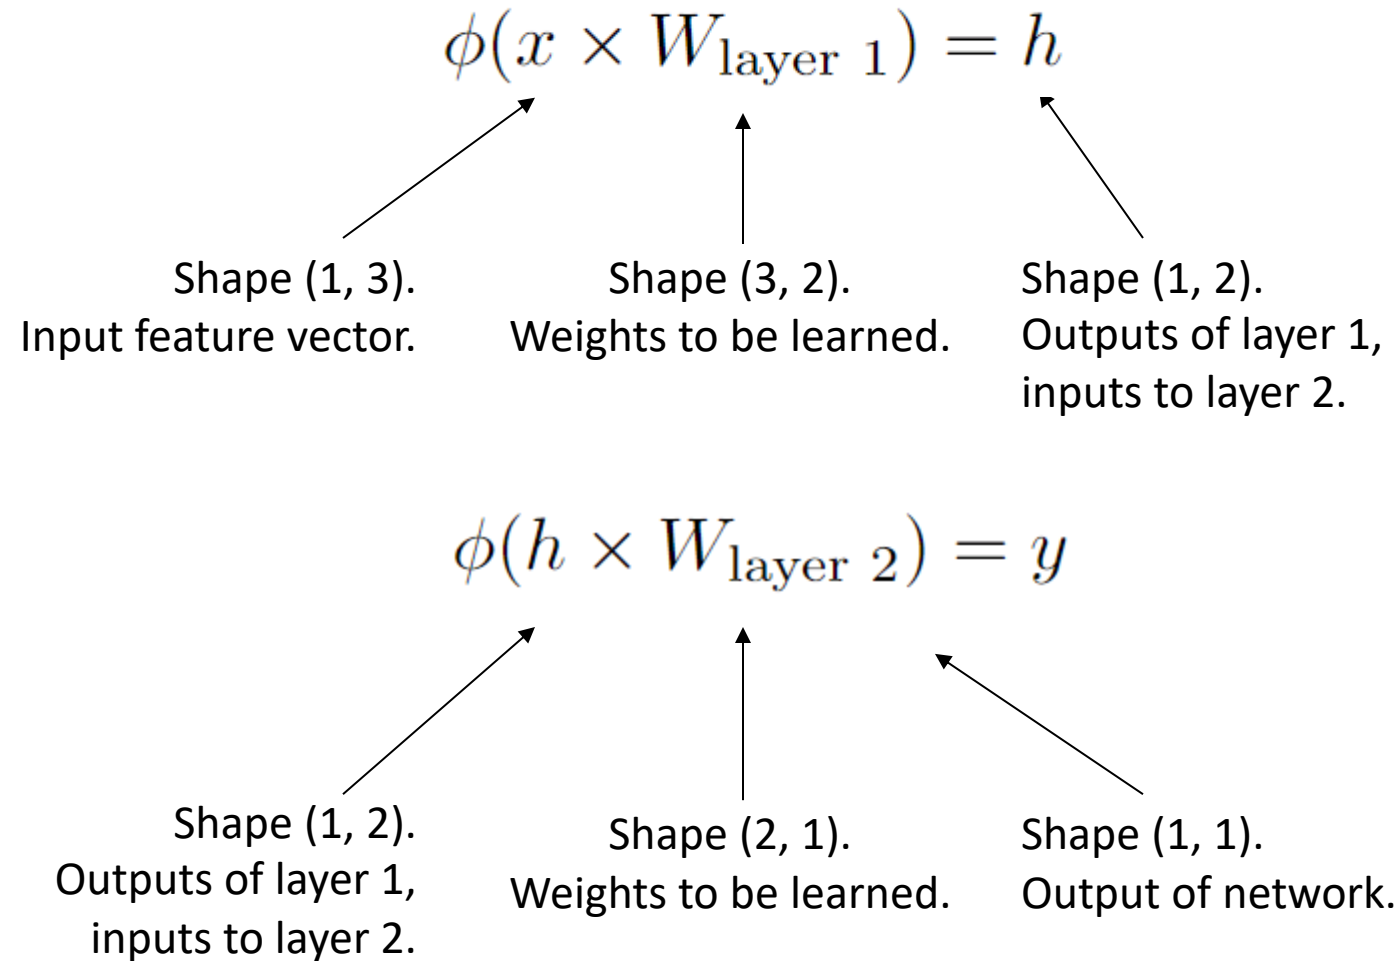 ϕ(x × W_layer 1) = h
Shape (1, 3).
Input feature vector.
Shape (3, 2).
Weights to be learned.
Shape (1, 2).
Outputs of layer 1,
inputs to layer 2.
ϕ(h × W_layer 2) = y
Shape (1, 2).
Outputs of layer 1,
inputs to layer 2.
Shape (2, 1).
Weights to be learned.
Shape (1, 1).
Output of network.